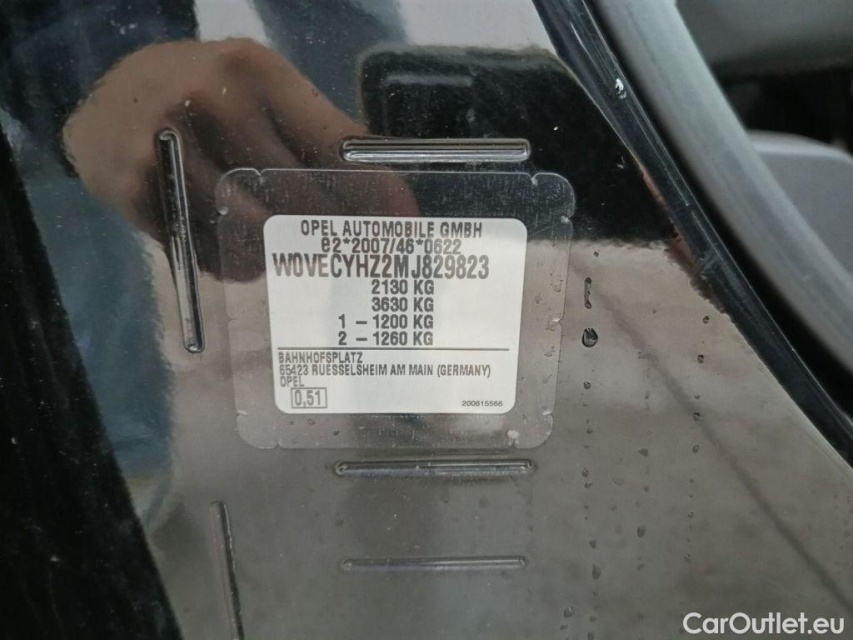 OPEL AUTOMOBILE GMBH
e2*2007/46*0622
W0VECYHZ2MJ829823
2130 KG
3630 KG
1 – 1200 KG
2 – 1260 KG
BAHNHOFSPLATZ
65423 RUESSELSHEIM AM MAIN (GERMANY)
OPEL
0,51
200615566
CarOutlet.eu